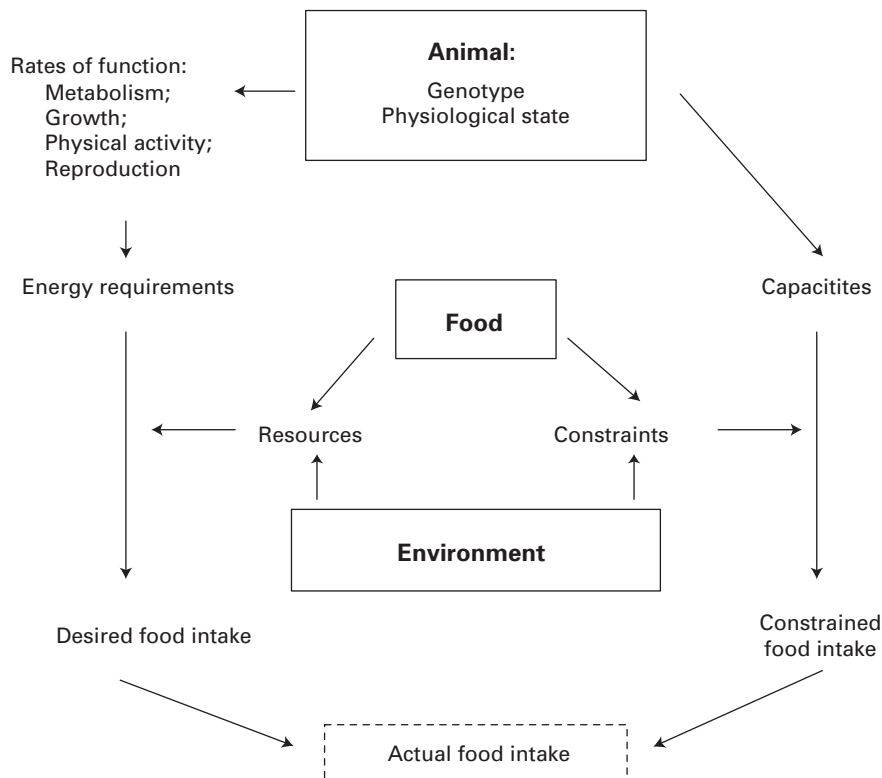 Animal:
Genotype
Physiological state
Rates of function:
Metabolism;
Growth;
Physical activity;
Reproduction
Energy requirements
Food
Capacitites
Resources
Constraints
Environment
Desired food intake
Constrained
food intake
Actual food intake